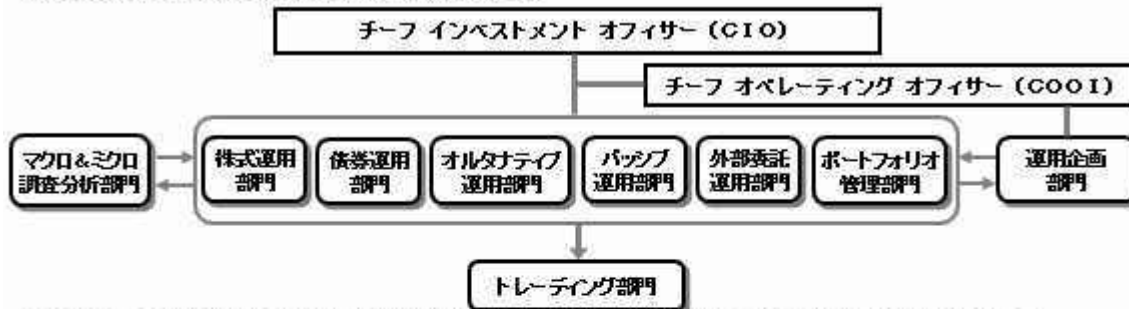 チーフ インベストメント オフィサー (CIO)
チーフ オペレーティング オフィサー (COOI)
マクロ&ミクロ
調査分析部門
株式運用
部門
債券運用
部門
オルタナティブ
運用部門
パッシブ
運用部門
外部委託
運用部門
ポートフォリオ
管理部門
運用企画
部門
トレーディング部門